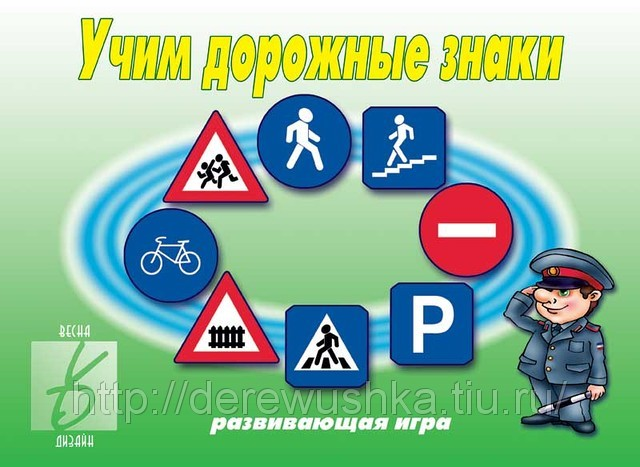 Учим дорожные знаки
P
ВЕСНА
ДИЗАЙН
http://derewushka.tiu.ru/
развивающая игра